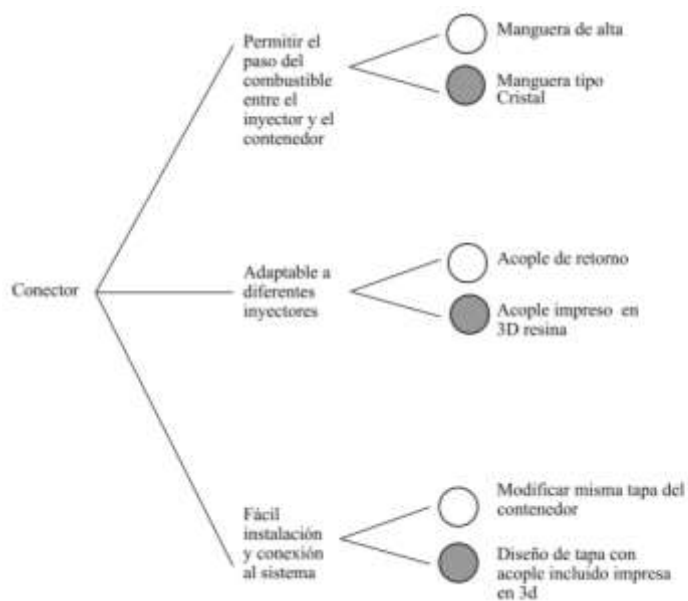 Permitir el
paso del
combustible
entre el
inyector y el
contenedor
Manguera de alta
Manguera tipo
Cristal
Conector
Adaptable a
diferentes
inyectores
Acople de retorno
Acople impreso en
3D resina
Fácil
instalación
y conexión
al sistema
Modificar misma tapa del
contenedor
Diseño de tapa con
acople incluido impresa
en 3d